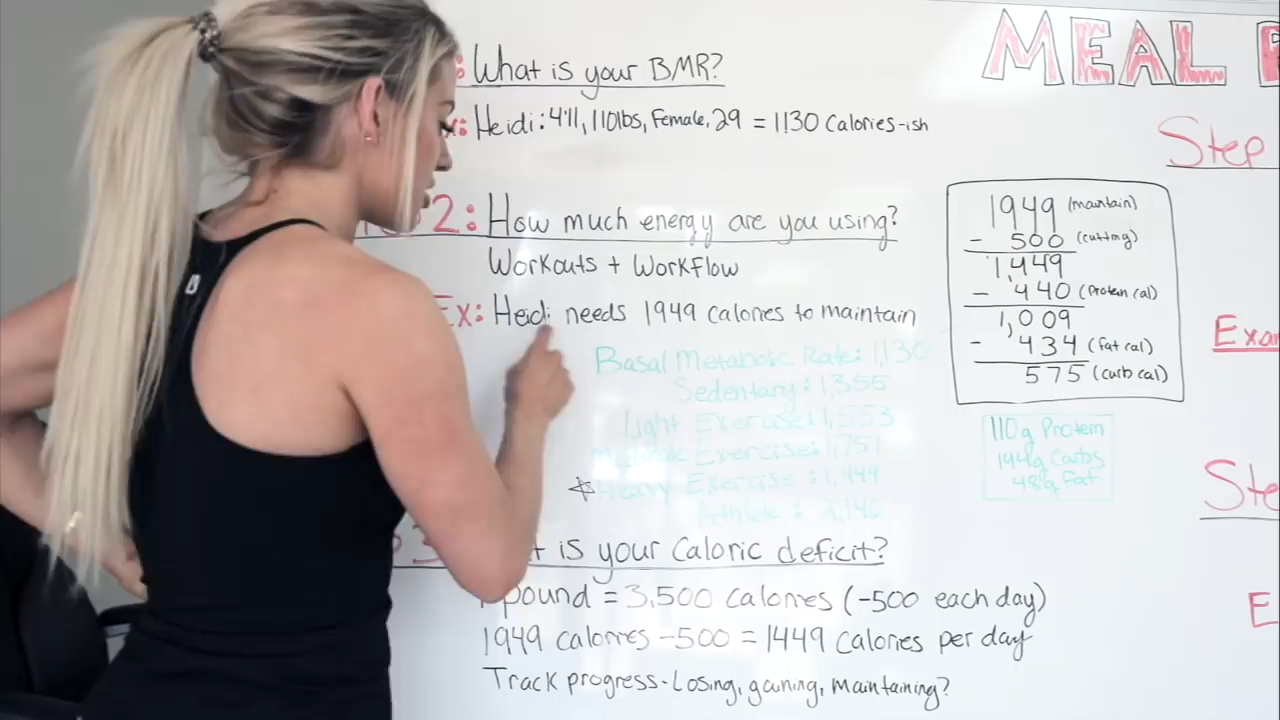 What is your BMR?
Heidi: 4'11, 110lbs, Female, 29 = 1130 Calories-ish
2: How much energy are you using?
Workouts + Workflow
Ex: Heidi needs 1949 calories to maintain
Basal Metabolic Rate: 1,130
Sedentary: 1,355
Light Exercise: 1,553
Exercise: 1,751
Heavy Exercise: 1,949
Athlete:
3
is your Caloric deficit?
pound = 3,500 calories (-500 each day)
1949 calories -500 = 1449 calories per day
Track progress - Losing, gaining, maintaining?
MEAL
Step
1949 (maintain)
- 500 (cutting)
1449
- 440 (Protein cal)
1,009
- 434 (fat cal)
575 (carb cal)
110g Protein
144g Carbs
48g Fat
Exa
Ste
E